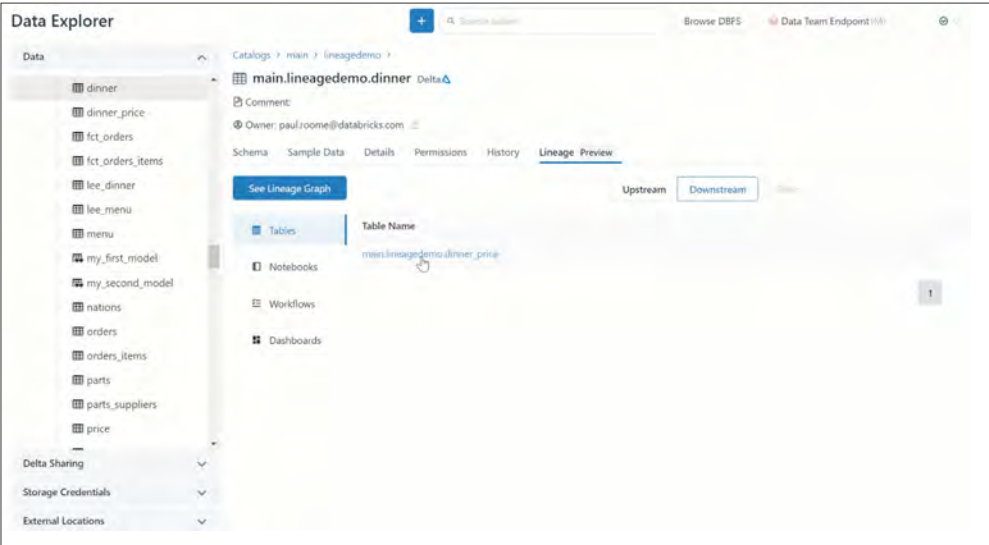 Data Explorer
+
Browse DBFS
Data Team Endpoint
Data
dinner
dinner_price
fct_orders
fct_orders_items
lee_dinner
lee_menu
menu
my_first_model
my_second_model
nations
orders
orders_items
parts
parts_suppliers
price
Delta Sharing
Storage Credentials
External Locations
Catalogs > main > lineagedemo >
main.lineagedemo.dinner Delta
Comment:
Owner: paul.roome@databricks.com
Schema Sample Data Details Permissions History Lineage Preview
See Lineage Graph
Upstream Downstream
Tables
Notebooks
Workflows
Dashboards
Table Name
main.lineagedemo.dinner_price
1